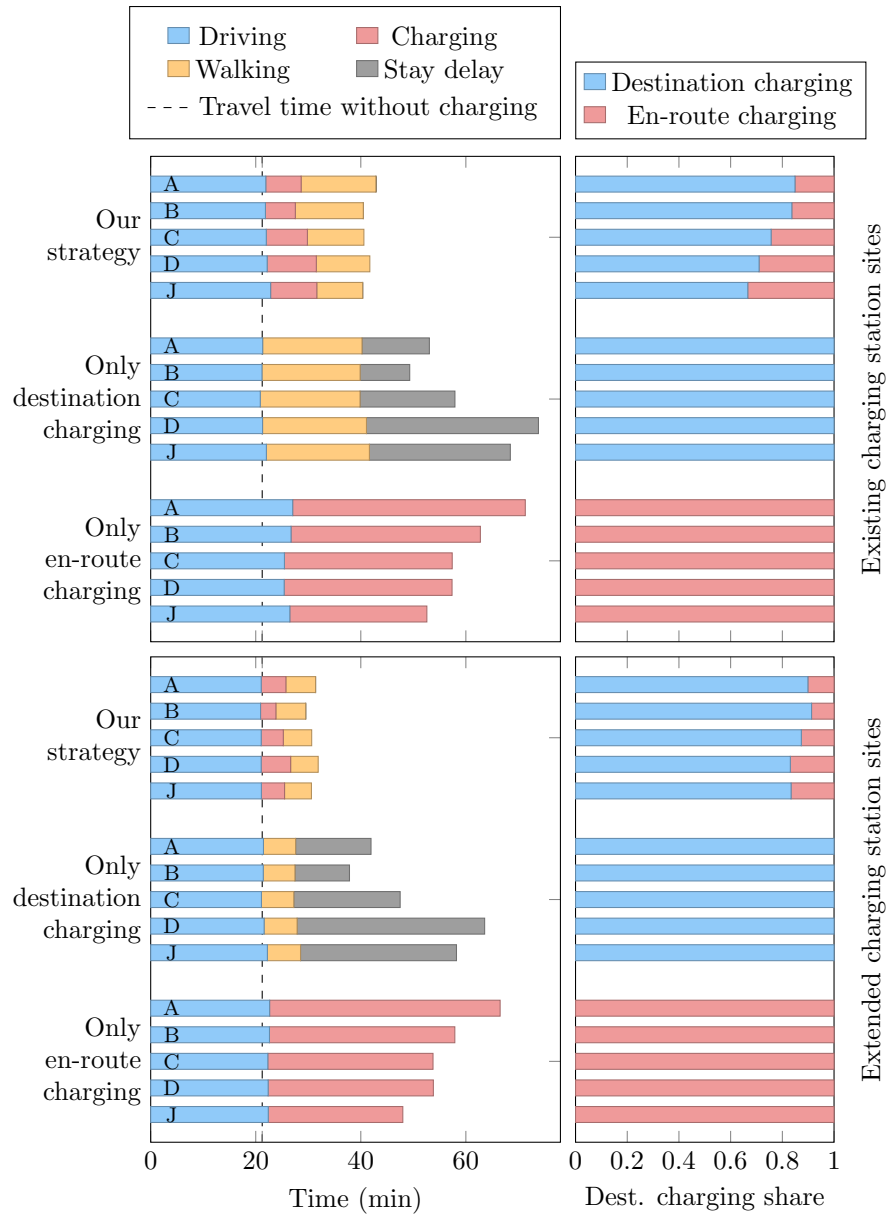 Driving
Charging
Walking
Stay delay
Travel time without charging
Destination charging
En-route charging
Our
strategy
A
B
C
D
J
Only
destination
charging
A
B
C
D
J
Only
en-route
charging
A
B
C
D
J
Existing charging station sites
Our
strategy
A
B
C
D
J
Only
destination
charging
A
B
C
D
J
Only
en-route
charging
A
B
C
D
J
Extended charging station sites
0 20 40 60
Time (min)
0 0.2 0.4 0.6 0.8 1
Dest. charging share